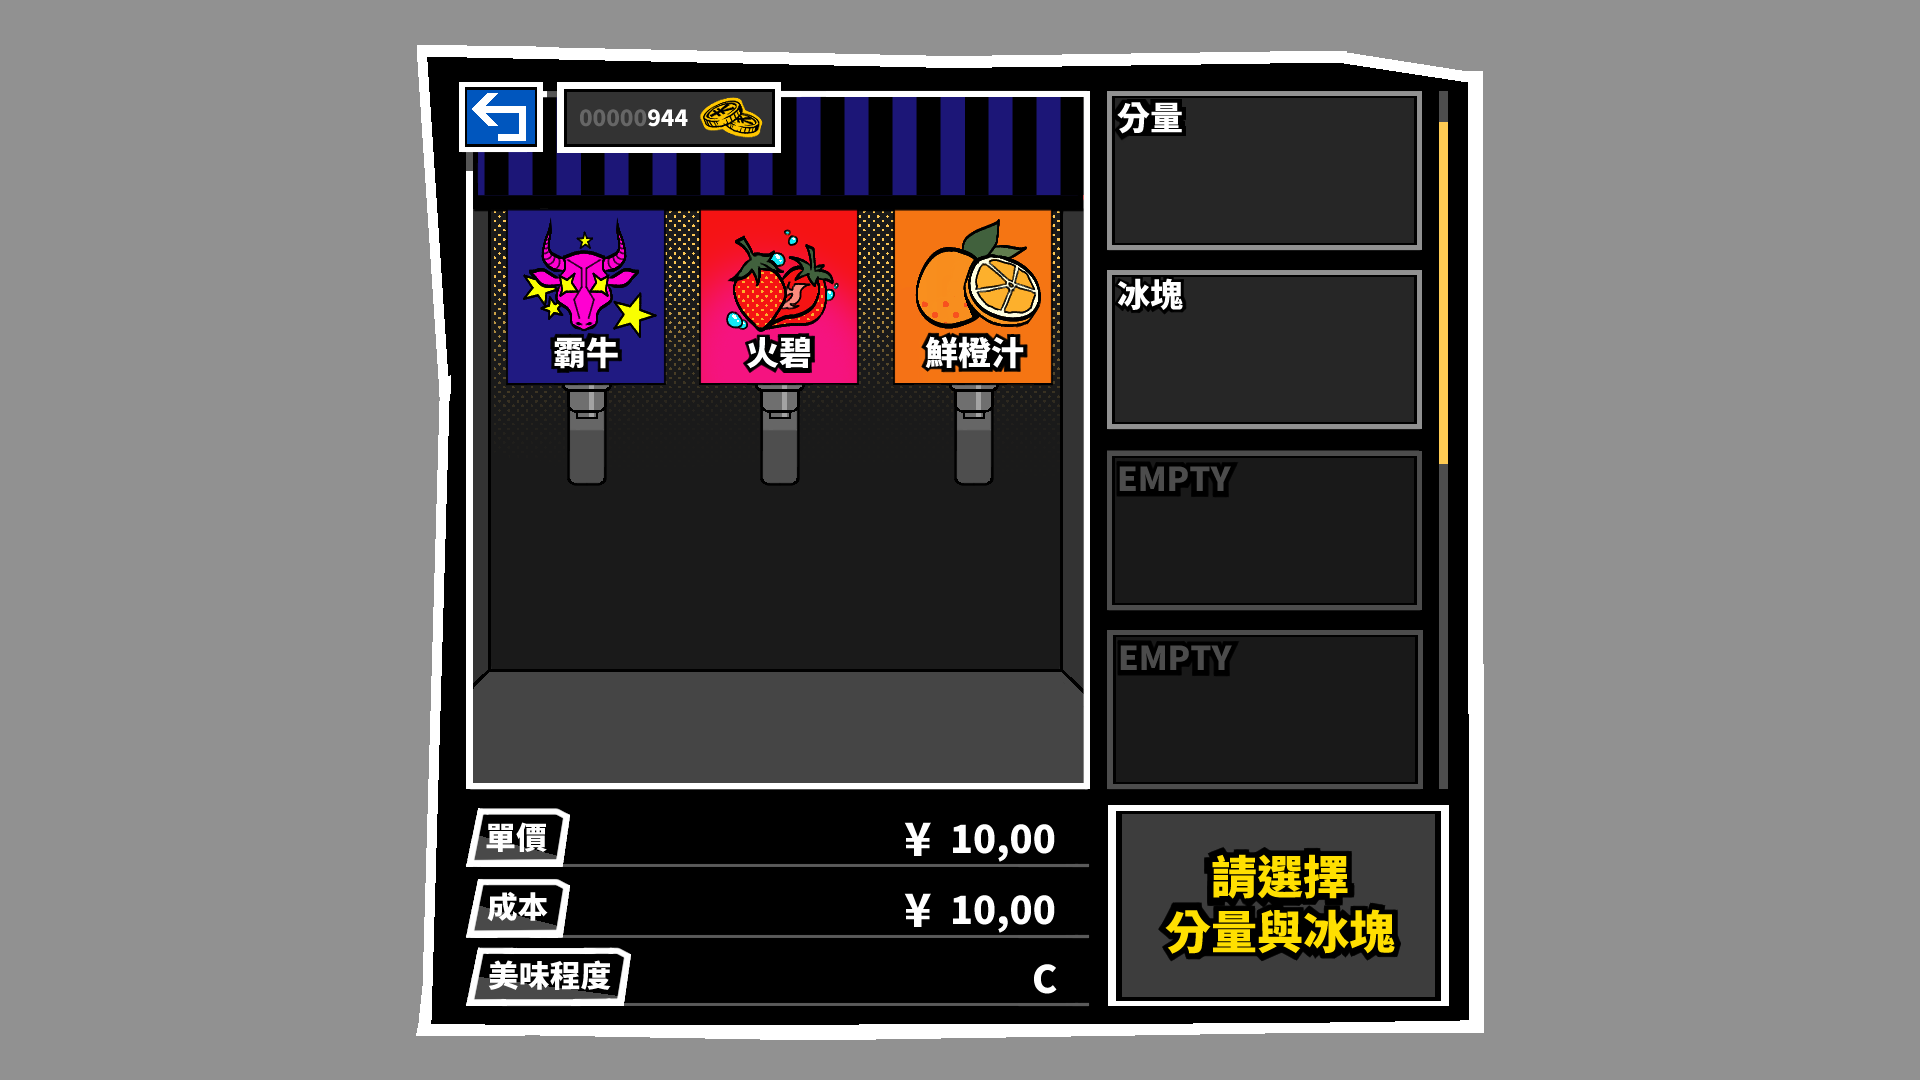 00000944
霸牛
火碧
鮮橙汁
分量
冰塊
EMPTY
EMPTY
單價
¥ 10,00
成本
¥ 10,00
美味程度
C
請選擇
分量與冰塊